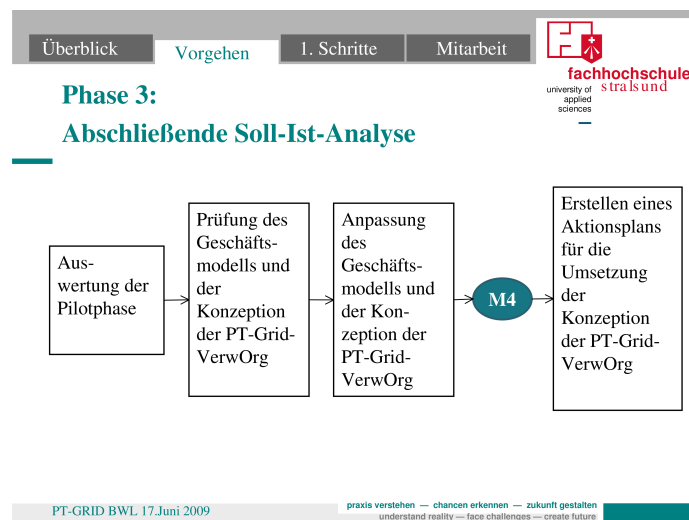 Überblick
Vorgehen
1. Schritte
Mitarbeit
fachhochschule
university of
applied
sciences
stralsund
Phase 3:
Abschließende Soll-Ist-Analyse
Aus-
wertung der
Pilotphase
Prüfung des
Geschäfts-
modells und
der
Konzeption
der PT-Grid-
VerwOrg
Anpassung
des
Geschäfts-
modells und
der Kon-
zeption der
PT-Grid-
VerwOrg
M4
Erstellen eines
Aktionsplans
für die
Umsetzung
der
Konzeption
der PT-Grid-
VerwOrg
PT-GRID BWL 17.Juni 2009
praxis verstehen — chancen erkennen — zukunft gestalten
understand reality — face challenges — create future